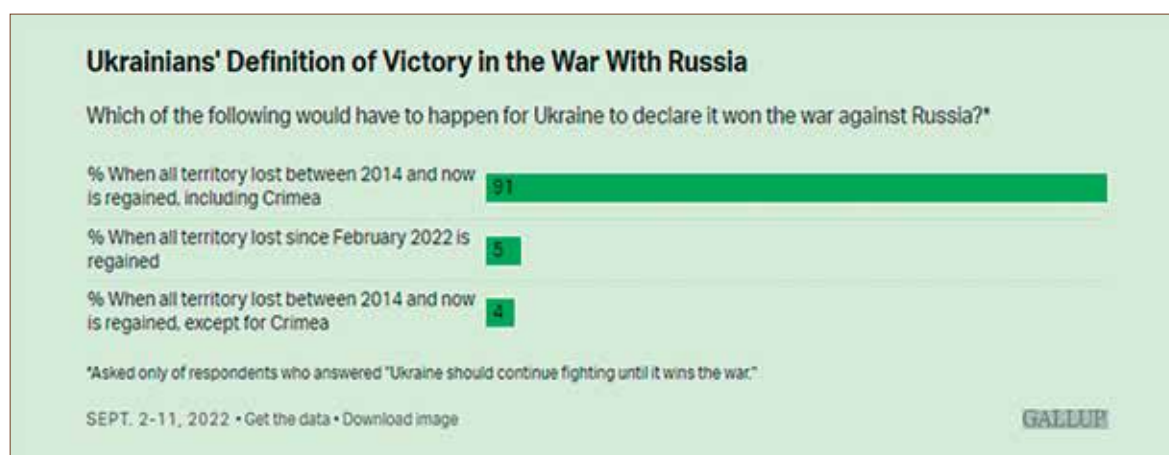 Ukrainians' Definition of Victory in the War With Russia
Which of the following would have to happen for Ukraine to declare it won the war against Russia?*
% When all territory lost between 2014 and now
is regained, including Crimea
91
% When all territory lost since February 2022 is
regained
5
% When all territory lost between 2014 and now
is regained, except for Crimea
4
*Asked only of respondents who answered "Ukraine should continue fighting until it wins the war."
SEPT. 2-11, 2022 • Get the data • Download image
GALLUP